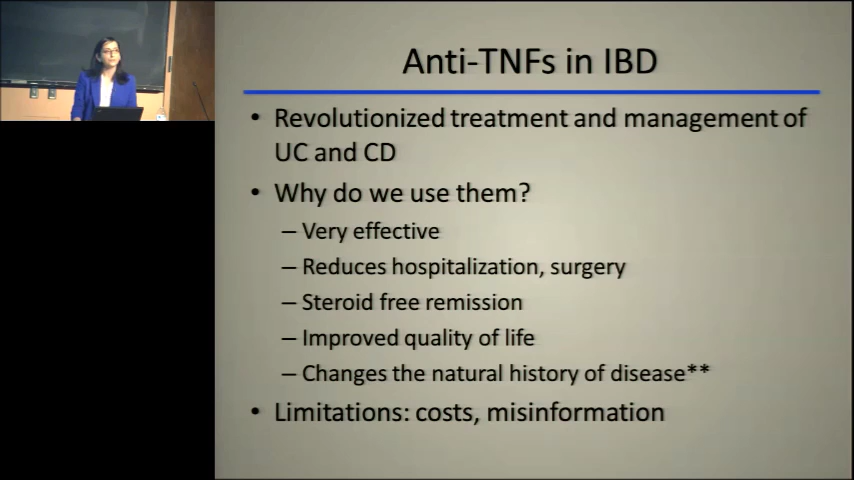 Anti-TNFs in IBD
• Revolutionized treatment and management of
UC and CD
• Why do we use them?
– Very effective
– Reduces hospitalization, surgery
– Steroid free remission
– Improved quality of life
– Changes the natural history of disease**
• Limitations: costs, misinformation